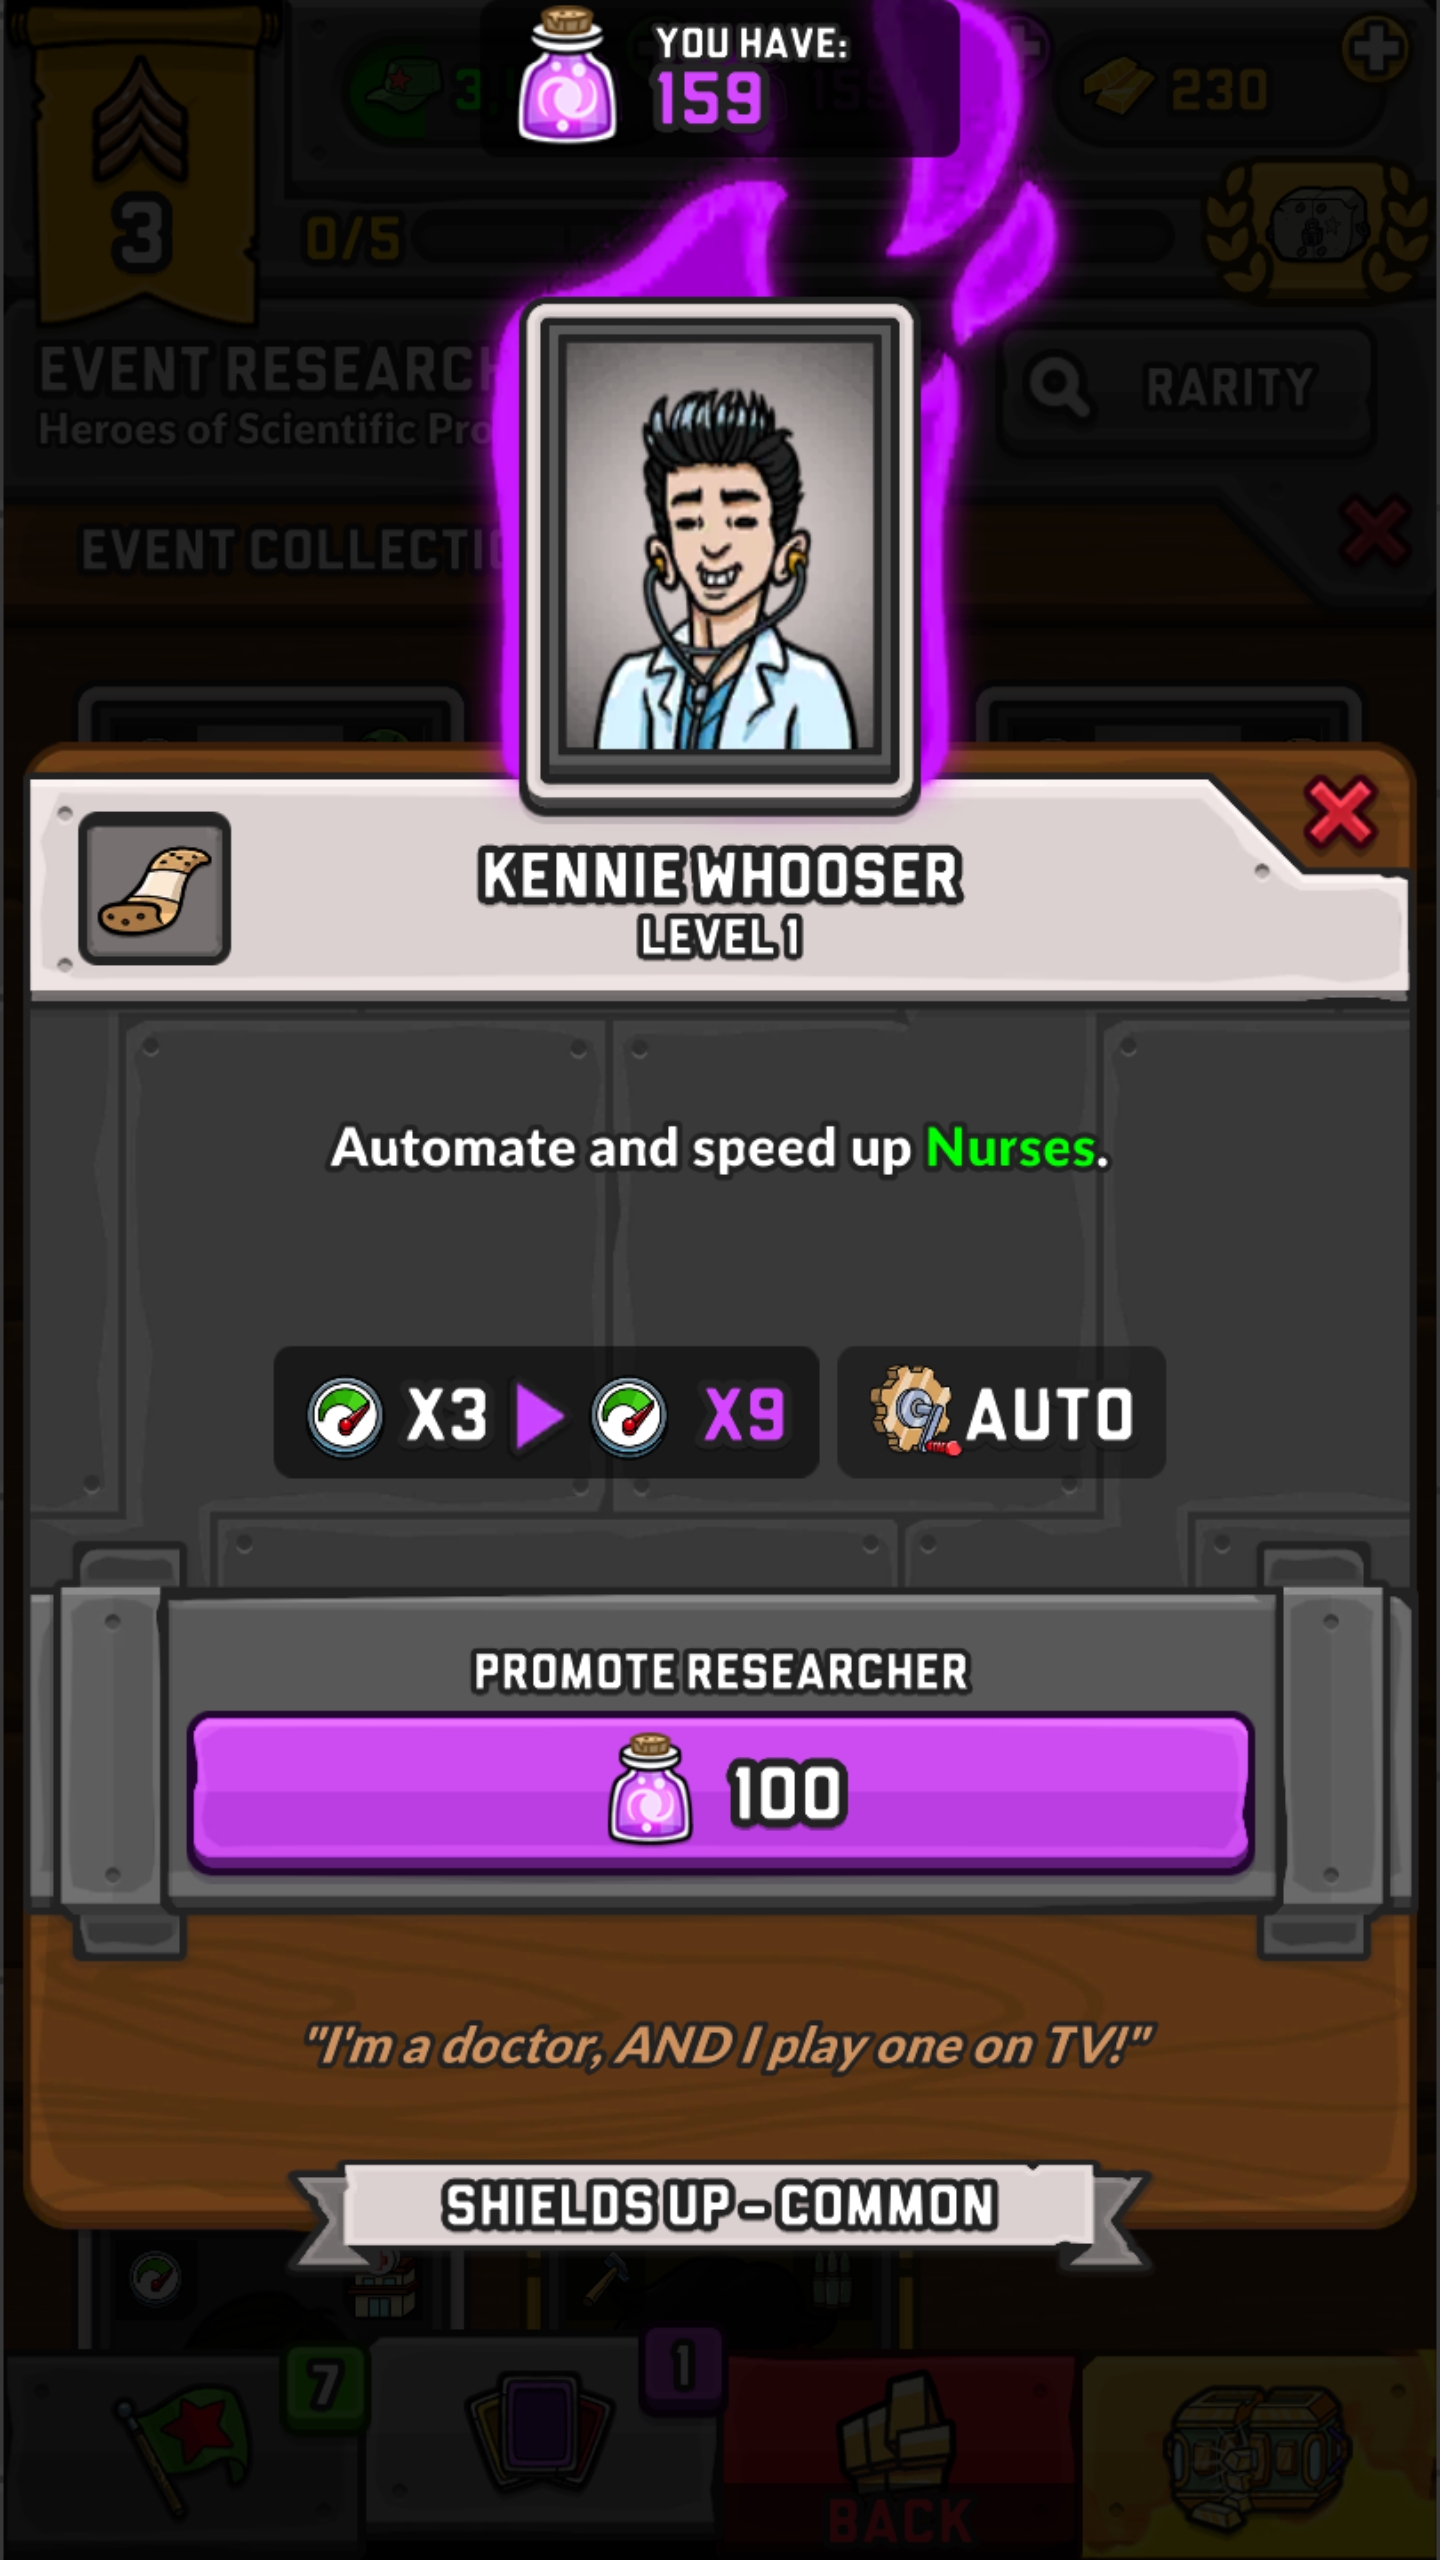 YOU HAVE:
159
3
230
3
0/5
EVENT RESEARCH
Heroes of Scientific Pro
RARITY
EVENT COLLECTIO
KENNIE WHOOSER
LEVEL 1
Automate and speed up Nurses.
X3 X9 AUTO
PROMOTE RESEARCHER
100
"I'm a doctor, AND I play one on TV!"
SHIELDS UP - COMMON
7
1
BACK